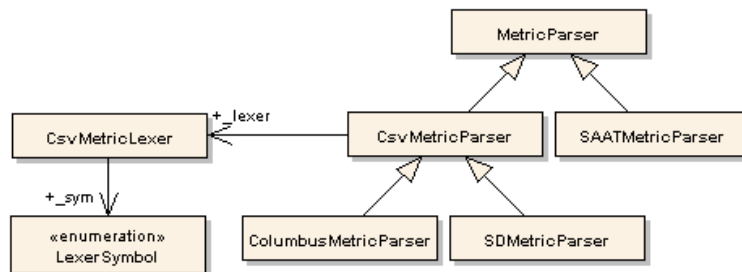 MetricParser
+_lexer
CsvMetricLexer
CsvMetricParser
SAATMetricParser
+_sym
«enumeration»
LexerSymbol
ColumbusMetricParser
SDMetricParser